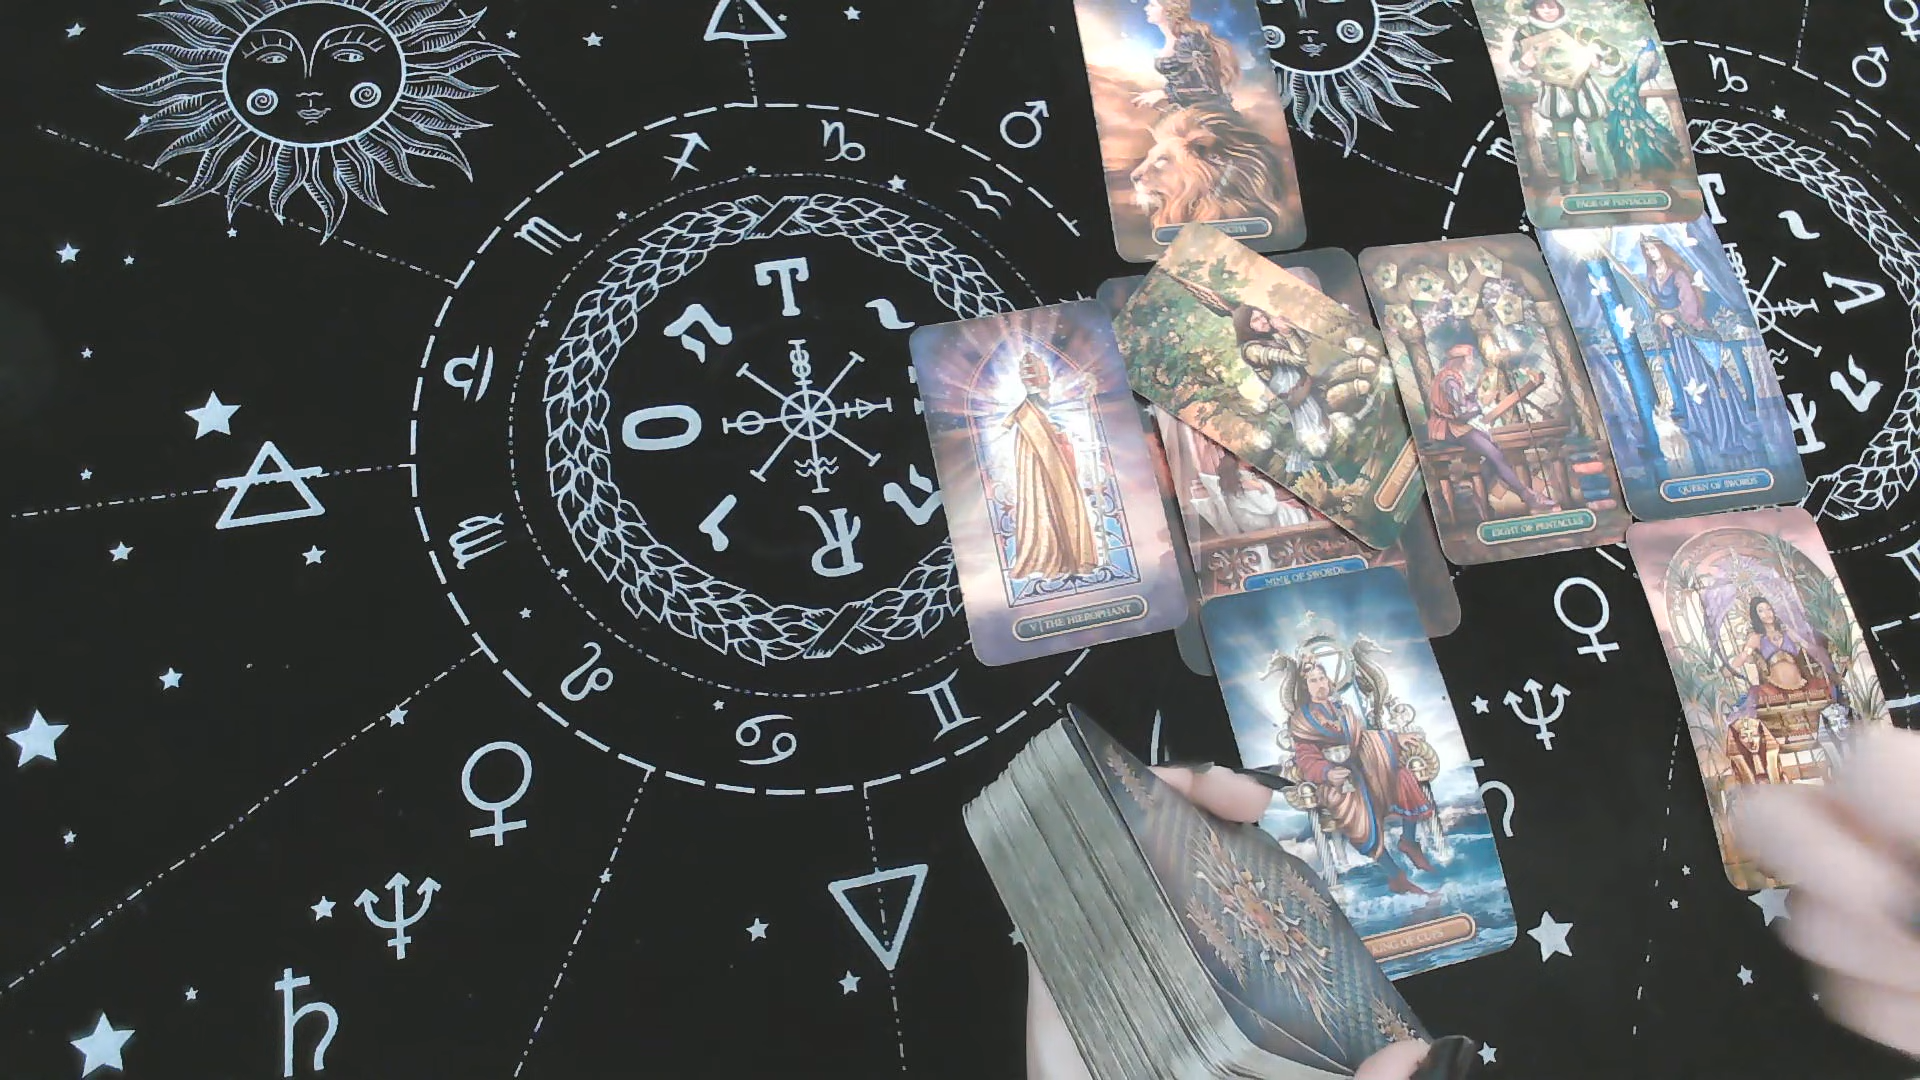 PAGE OF PENTACLES
QUEEN OF SWORDS
EIGHT OF PENTACLES
NINE OF SWORDS
V | THE HIEROPHANT
KING OF CUPS
T
O
R
T
A